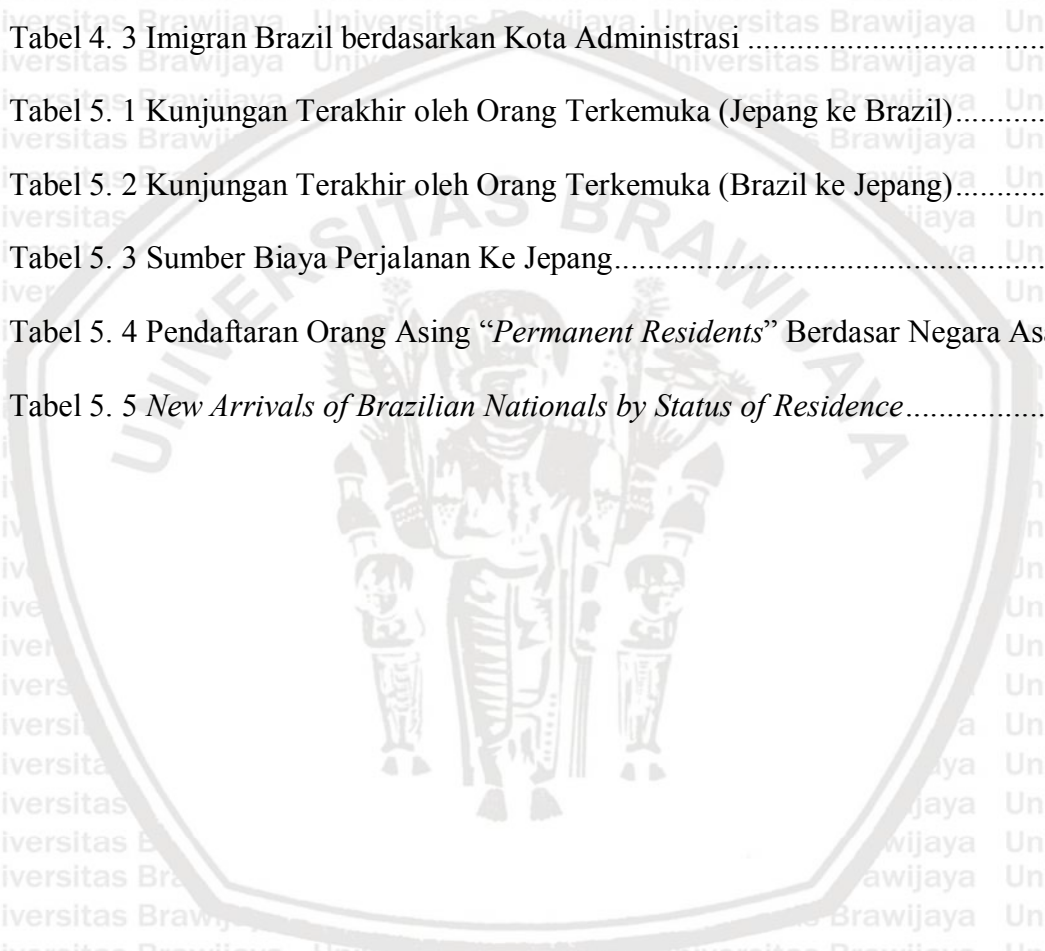 Tabel 4. 3 Imigran Brazil berdasarkan Kota Administrasi ....................................
Tabel 5. 1 Kunjungan Terakhir oleh Orang Terkemuka (Jepang ke Brazil)...........
Tabel 5. 2 Kunjungan Terakhir oleh Orang Terkemuka (Brazil ke Jepang)...........
Tabel 5. 3 Sumber Biaya Perjalanan Ke Jepang.....................................................
Tabel 5. 4 Pendaftaran Orang Asing “Permanent Residents” Berdasar Negara Asa
Tabel 5. 5 New Arrivals of Brazilian Nationals by Status of Residence.................
UNIVERSITAS BRAWIJAYA